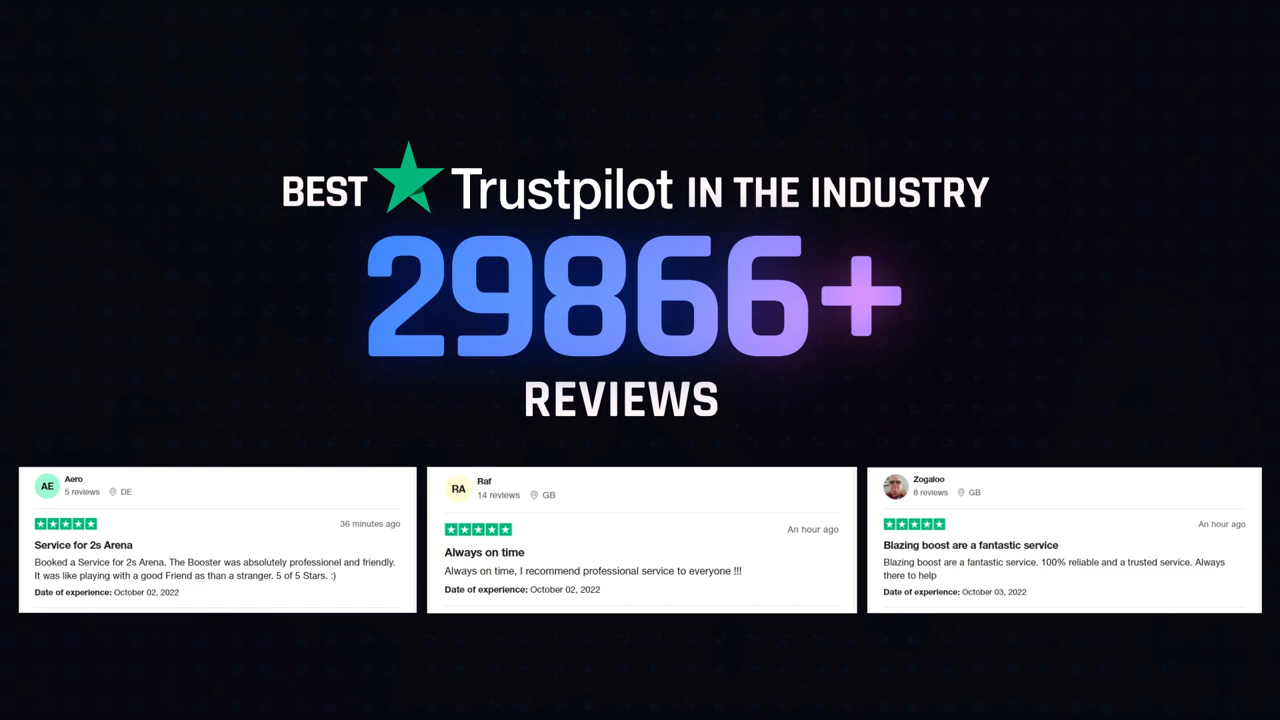 BEST Trustpilot IN THE INDUSTRY
29866+
REVIEWS
AE
Aero
5 reviews DE
36 minutes ago
Service for 2s Arena
Booked a Service for 2s Arena. The Booster was absolutely professionel and friendly.
It was like playing with a good Friend as than a stranger. 5 of 5 Stars. :)
Date of experience: October 02, 2022
RA
Raf
14 reviews GB
An hour ago
Always on time
Always on time, I recommend professional service to everyone !!!
Date of experience: October 02, 2022
Zogaloo
8 reviews GB
An hour ago
Blazing boost are a fantastic service
Blazing boost are a fantastic service. 100% reliable and a trusted service. Always
there to help
Date of experience: October 03, 2022